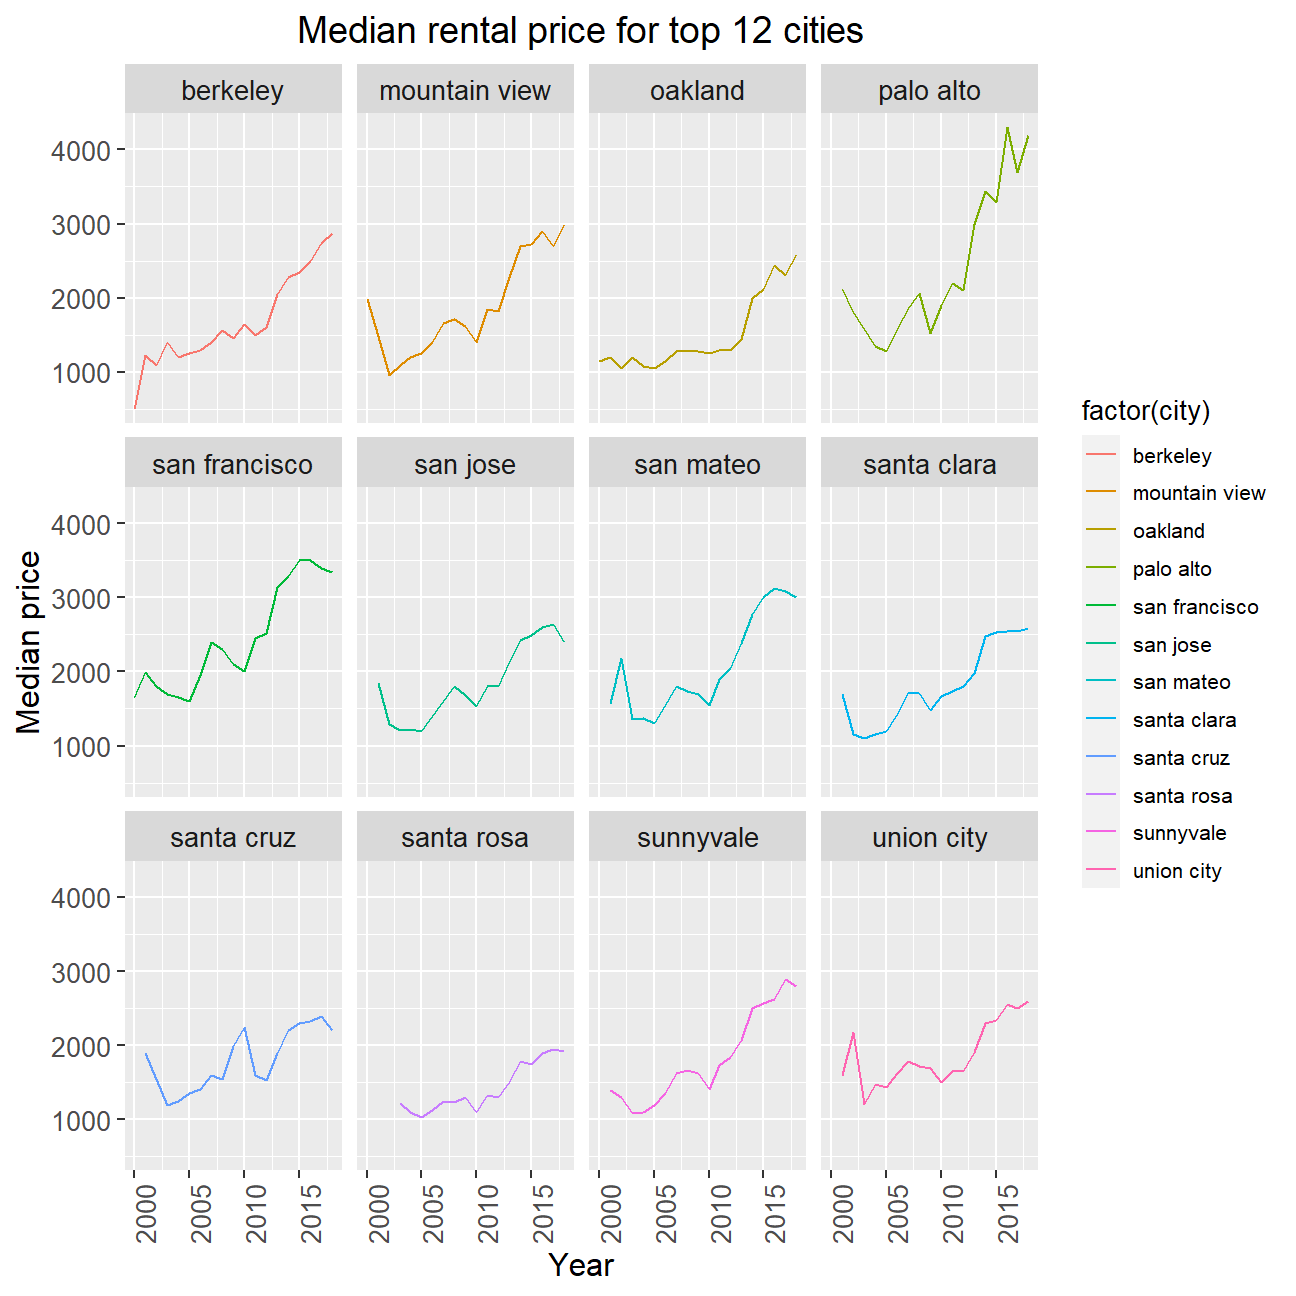 Median rental price for top 12 cities
berkeley
mountain view
oakland
palo alto
4000
3000
2000
1000
san francisco
san jose
san mateo
santa clara
4000
3000
2000
1000
santa cruz
santa rosa
sunnyvale
union city
4000
3000
2000
1000
2000 2005 2010 2015
2000 2005 2010 2015
2000 2005 2010 2015
2000 2005 2010 2015
Year
Median price
factor(city)
berkeley
mountain view
oakland
palo alto
san francisco
san jose
san mateo
santa clara
santa cruz
santa rosa
sunnyvale
union city